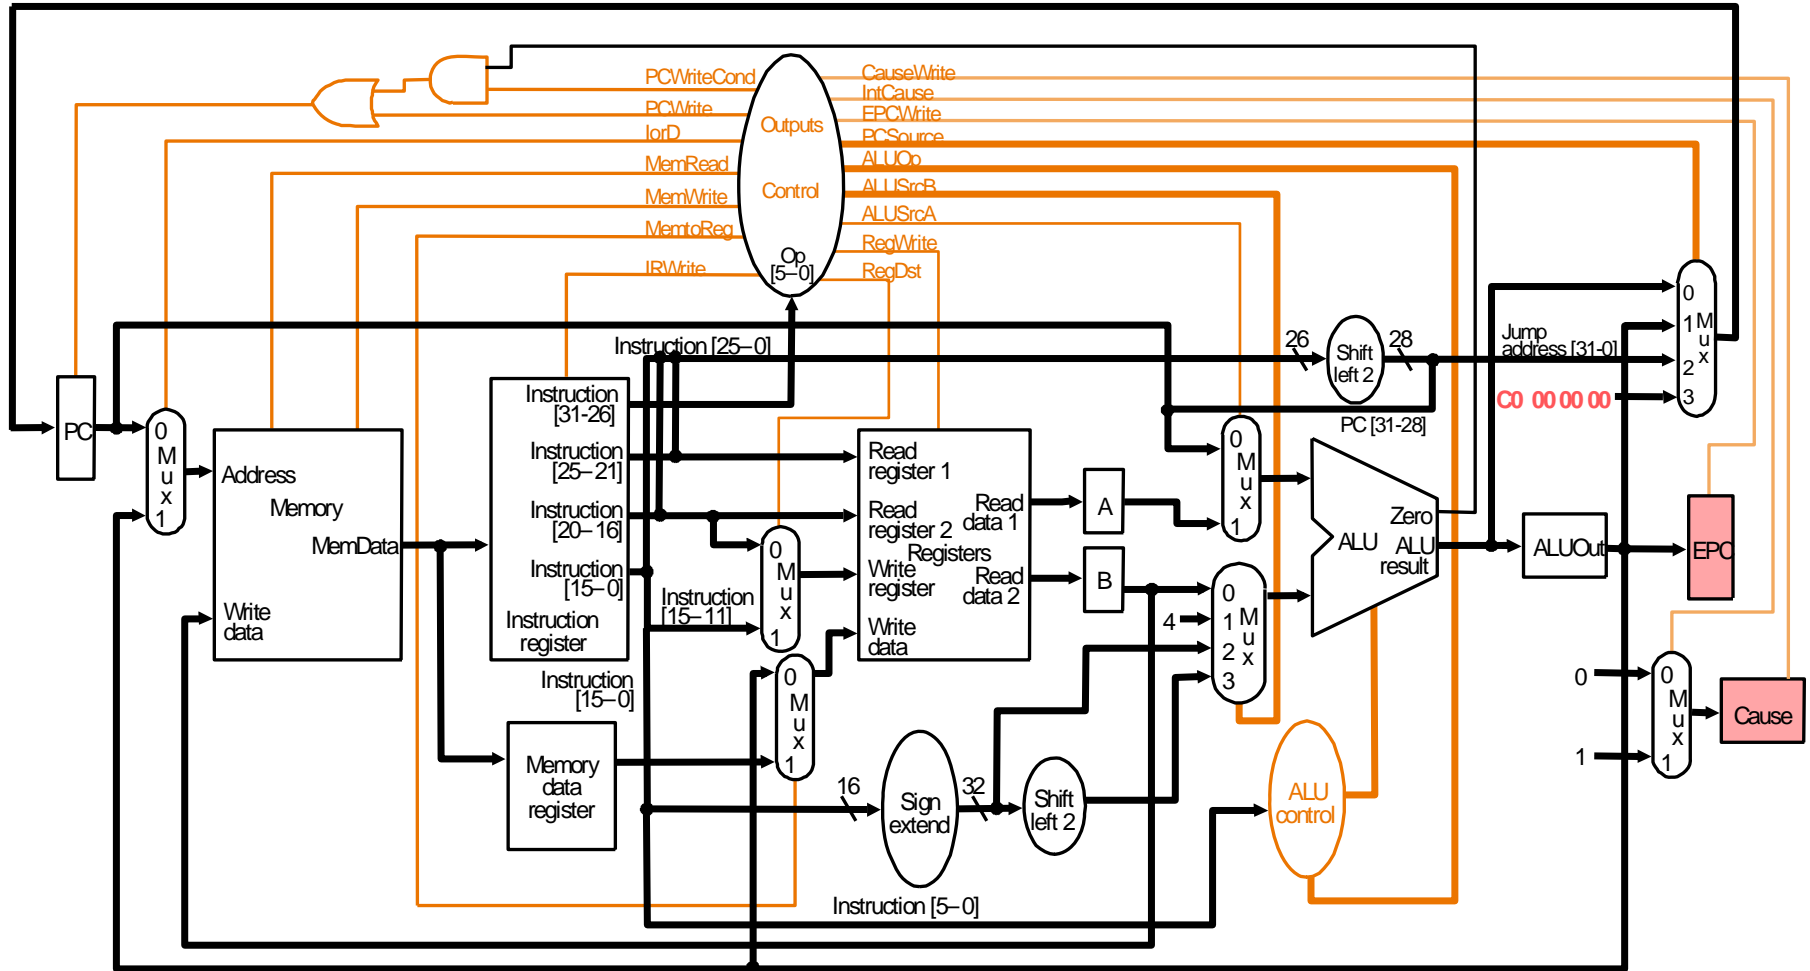 PCWriteCond
PCWrite
IorD
MemRead
MemWrite
MemtoReg
IRWrite
Outputs
Control
Op
[5–0]
CauseWrite
IntCause
EPCWrite
PCSource
ALUOp
ALUSrcB
ALUSrcA
RegWrite
RegDst
PC
0
M
u
x
1
Address
Memory
MemData
Write
data
Instruction [25–0]
Instruction
[31-26]
Instruction
[25–21]
Instruction
[20–16]
Instruction
[15–0]
Instruction
register
Instruction
[15–11]
Instruction
[15–0]
Memory
data
register
0
M
u
x
1
0
M
u
x
1
Read
register 1
Read
register 2
Registers
Write
register
Write
data
Read
data 1
Read
data 2
A
B
16
Sign
extend
32
Shift
left 2
Instruction [5–0]
26
Shift
left 2
28
PC [31-28]
Jump
address [31-0]
C0 00 00 00
0
M
u
x
1
4
0
1
2
3
M
u
x
Zero
ALU
ALU
result
ALU
control
ALUOut
0
1
2
3
M
u
x
EPC
0
1
0
M
u
x
1
Cause